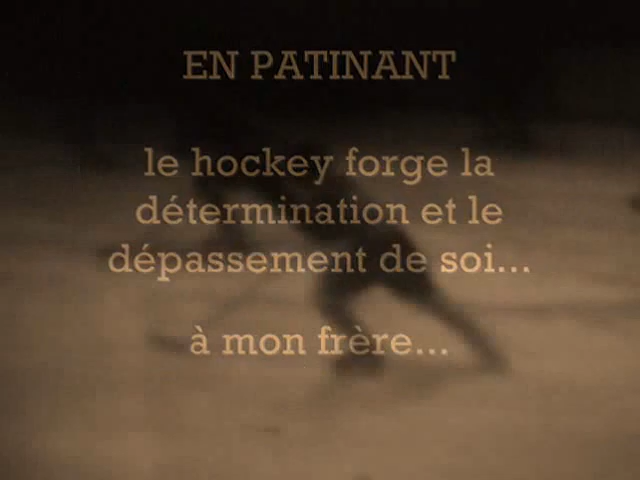 EN PATINANT
le hockey forge la
détermination et le
dépassement de soi...
à mon frère...